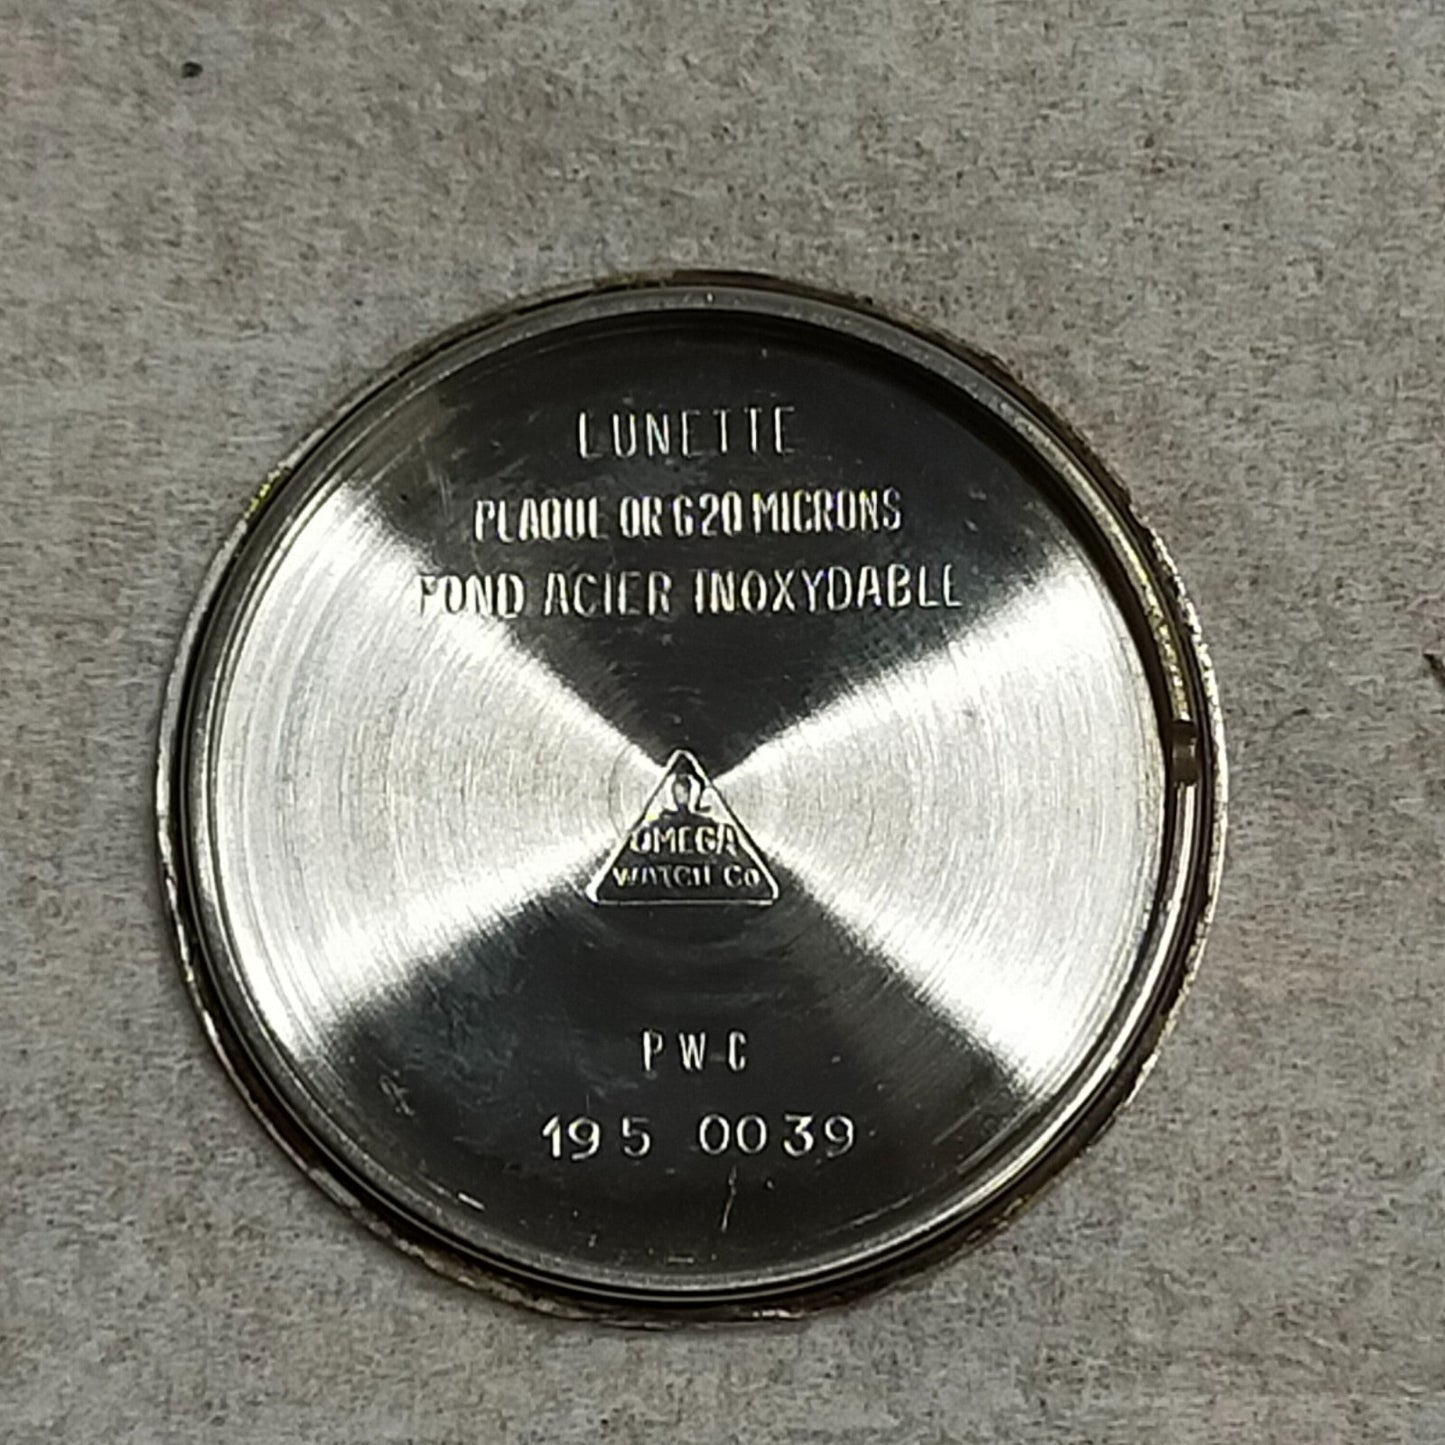 LUNETTE
PLAQUE OR G 20 MICRONS
FOND ACIER INOXYDABLE
Ω
OMEGA
WATCH Co
PWC
195 0039